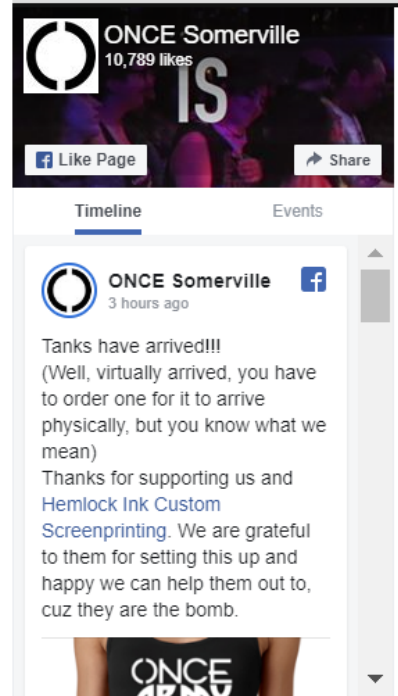 ONCE Somerville
10,789 likes
IS
Like Page
Share
Timeline
Events
ONCE Somerville
3 hours ago
Tanks have arrived!!!
(Well, virtually arrived, you have
to order one for it to arrive
physically, but you know what we
mean)
Thanks for supporting us and
Hemlock Ink Custom
Screenprinting. We are grateful
to them for setting this up and
happy we can help them out to,
cuz they are the bomb.
ONCE
ARMY